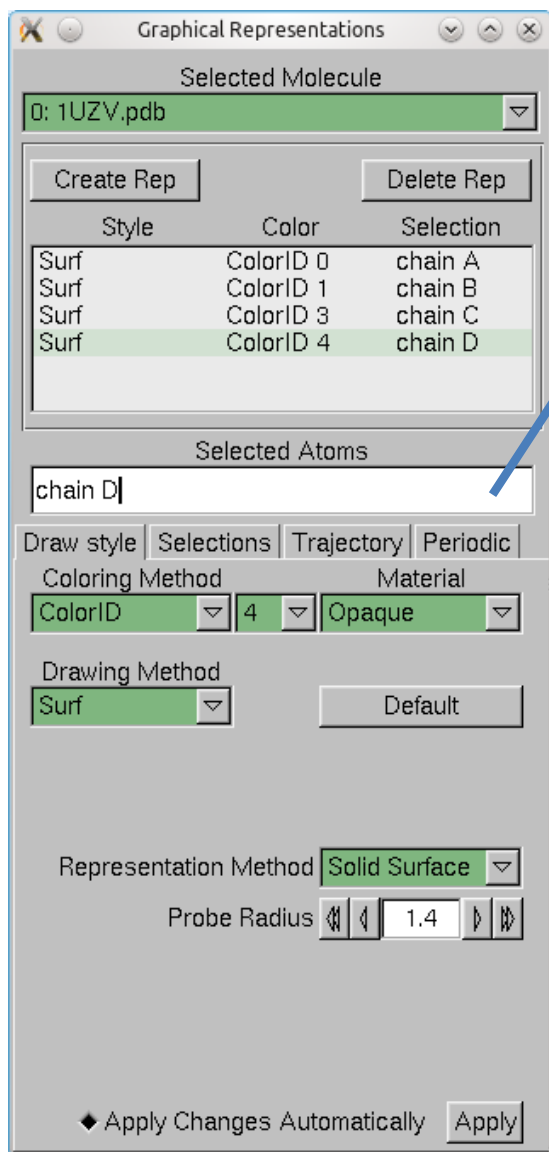 Graphical Representations
Selected Molecule
0: 1UZV.pdb
Create Rep Delete Rep
Style Color Selection
Surf ColorID 0 chain A
Surf ColorID 1 chain B
Surf ColorID 3 chain C
Surf ColorID 4 chain D
Selected Atoms
chain D
Draw style Selections Trajectory Periodic
Coloring Method Material
ColorID 4 Opaque
Drawing Method
Surf Default
Representation Method Solid Surface
Probe Radius 1.4
Apply Changes Automatically Apply